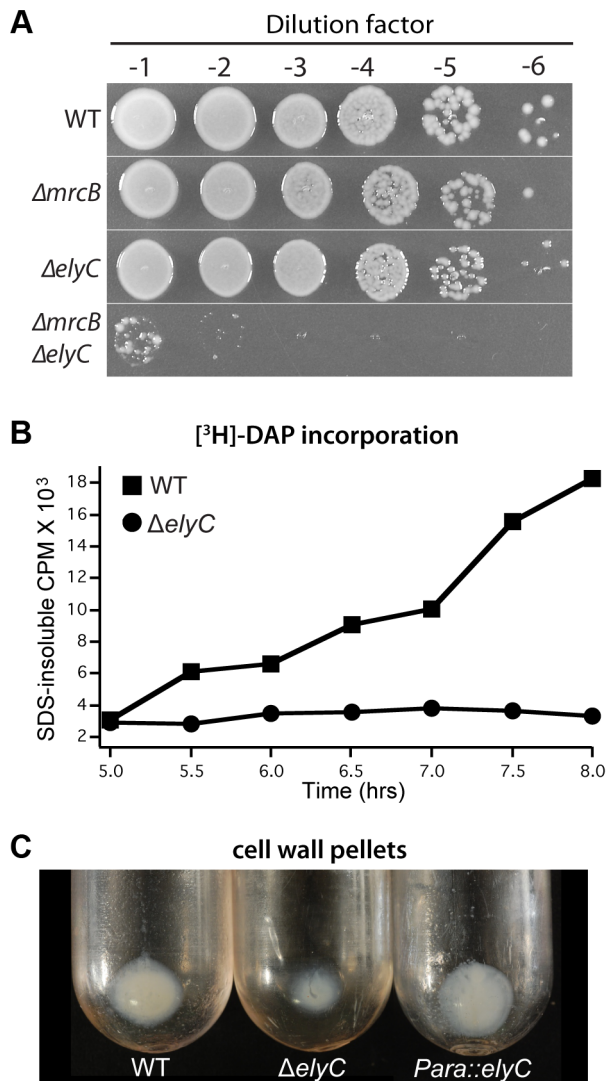 A
Dilution factor
-1 -2 -3 -4 -5 -6
WT
ΔmrcB
ΔelyC
ΔmrcB
ΔelyC
B
[³H]-DAP incorporation
WT
ΔelyC
SDS-insoluble CPM X 10³
18
16
14
12
10
8
6
4
2
5.0 5.5 6.0 6.5 7.0 7.5 8.0
Time (hrs)
C
cell wall pellets
WT ΔelyC Para::elyC